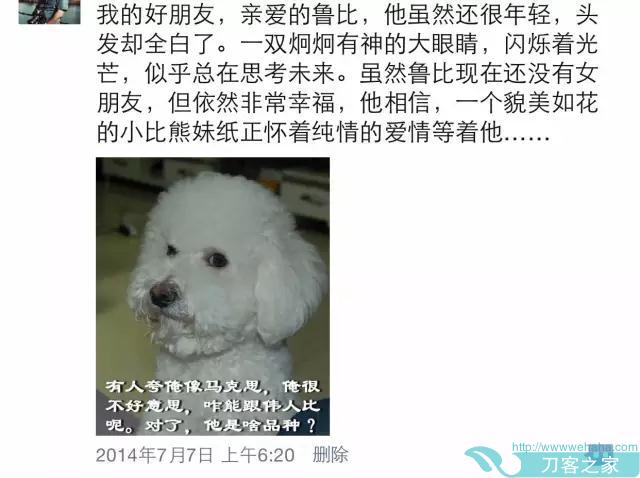 我的好朋友，亲爱的鲁比，他虽然还很年轻，头
发却全白了。一双炯炯有神的大眼睛，闪烁着光
芒，似乎总在思考未来。虽然鲁比现在还没有女
朋友，但依然非常幸福，他相信，一个貌美如花
的小比熊妹纸正怀着纯情的爱情等着他……
有人夸俺像马克思，俺很
不好意思，咋能跟伟人比
呢。对了，他是啥品种？
2014年7月7日 上午6:20 删除
http://www.wehaha.com
刀客之家